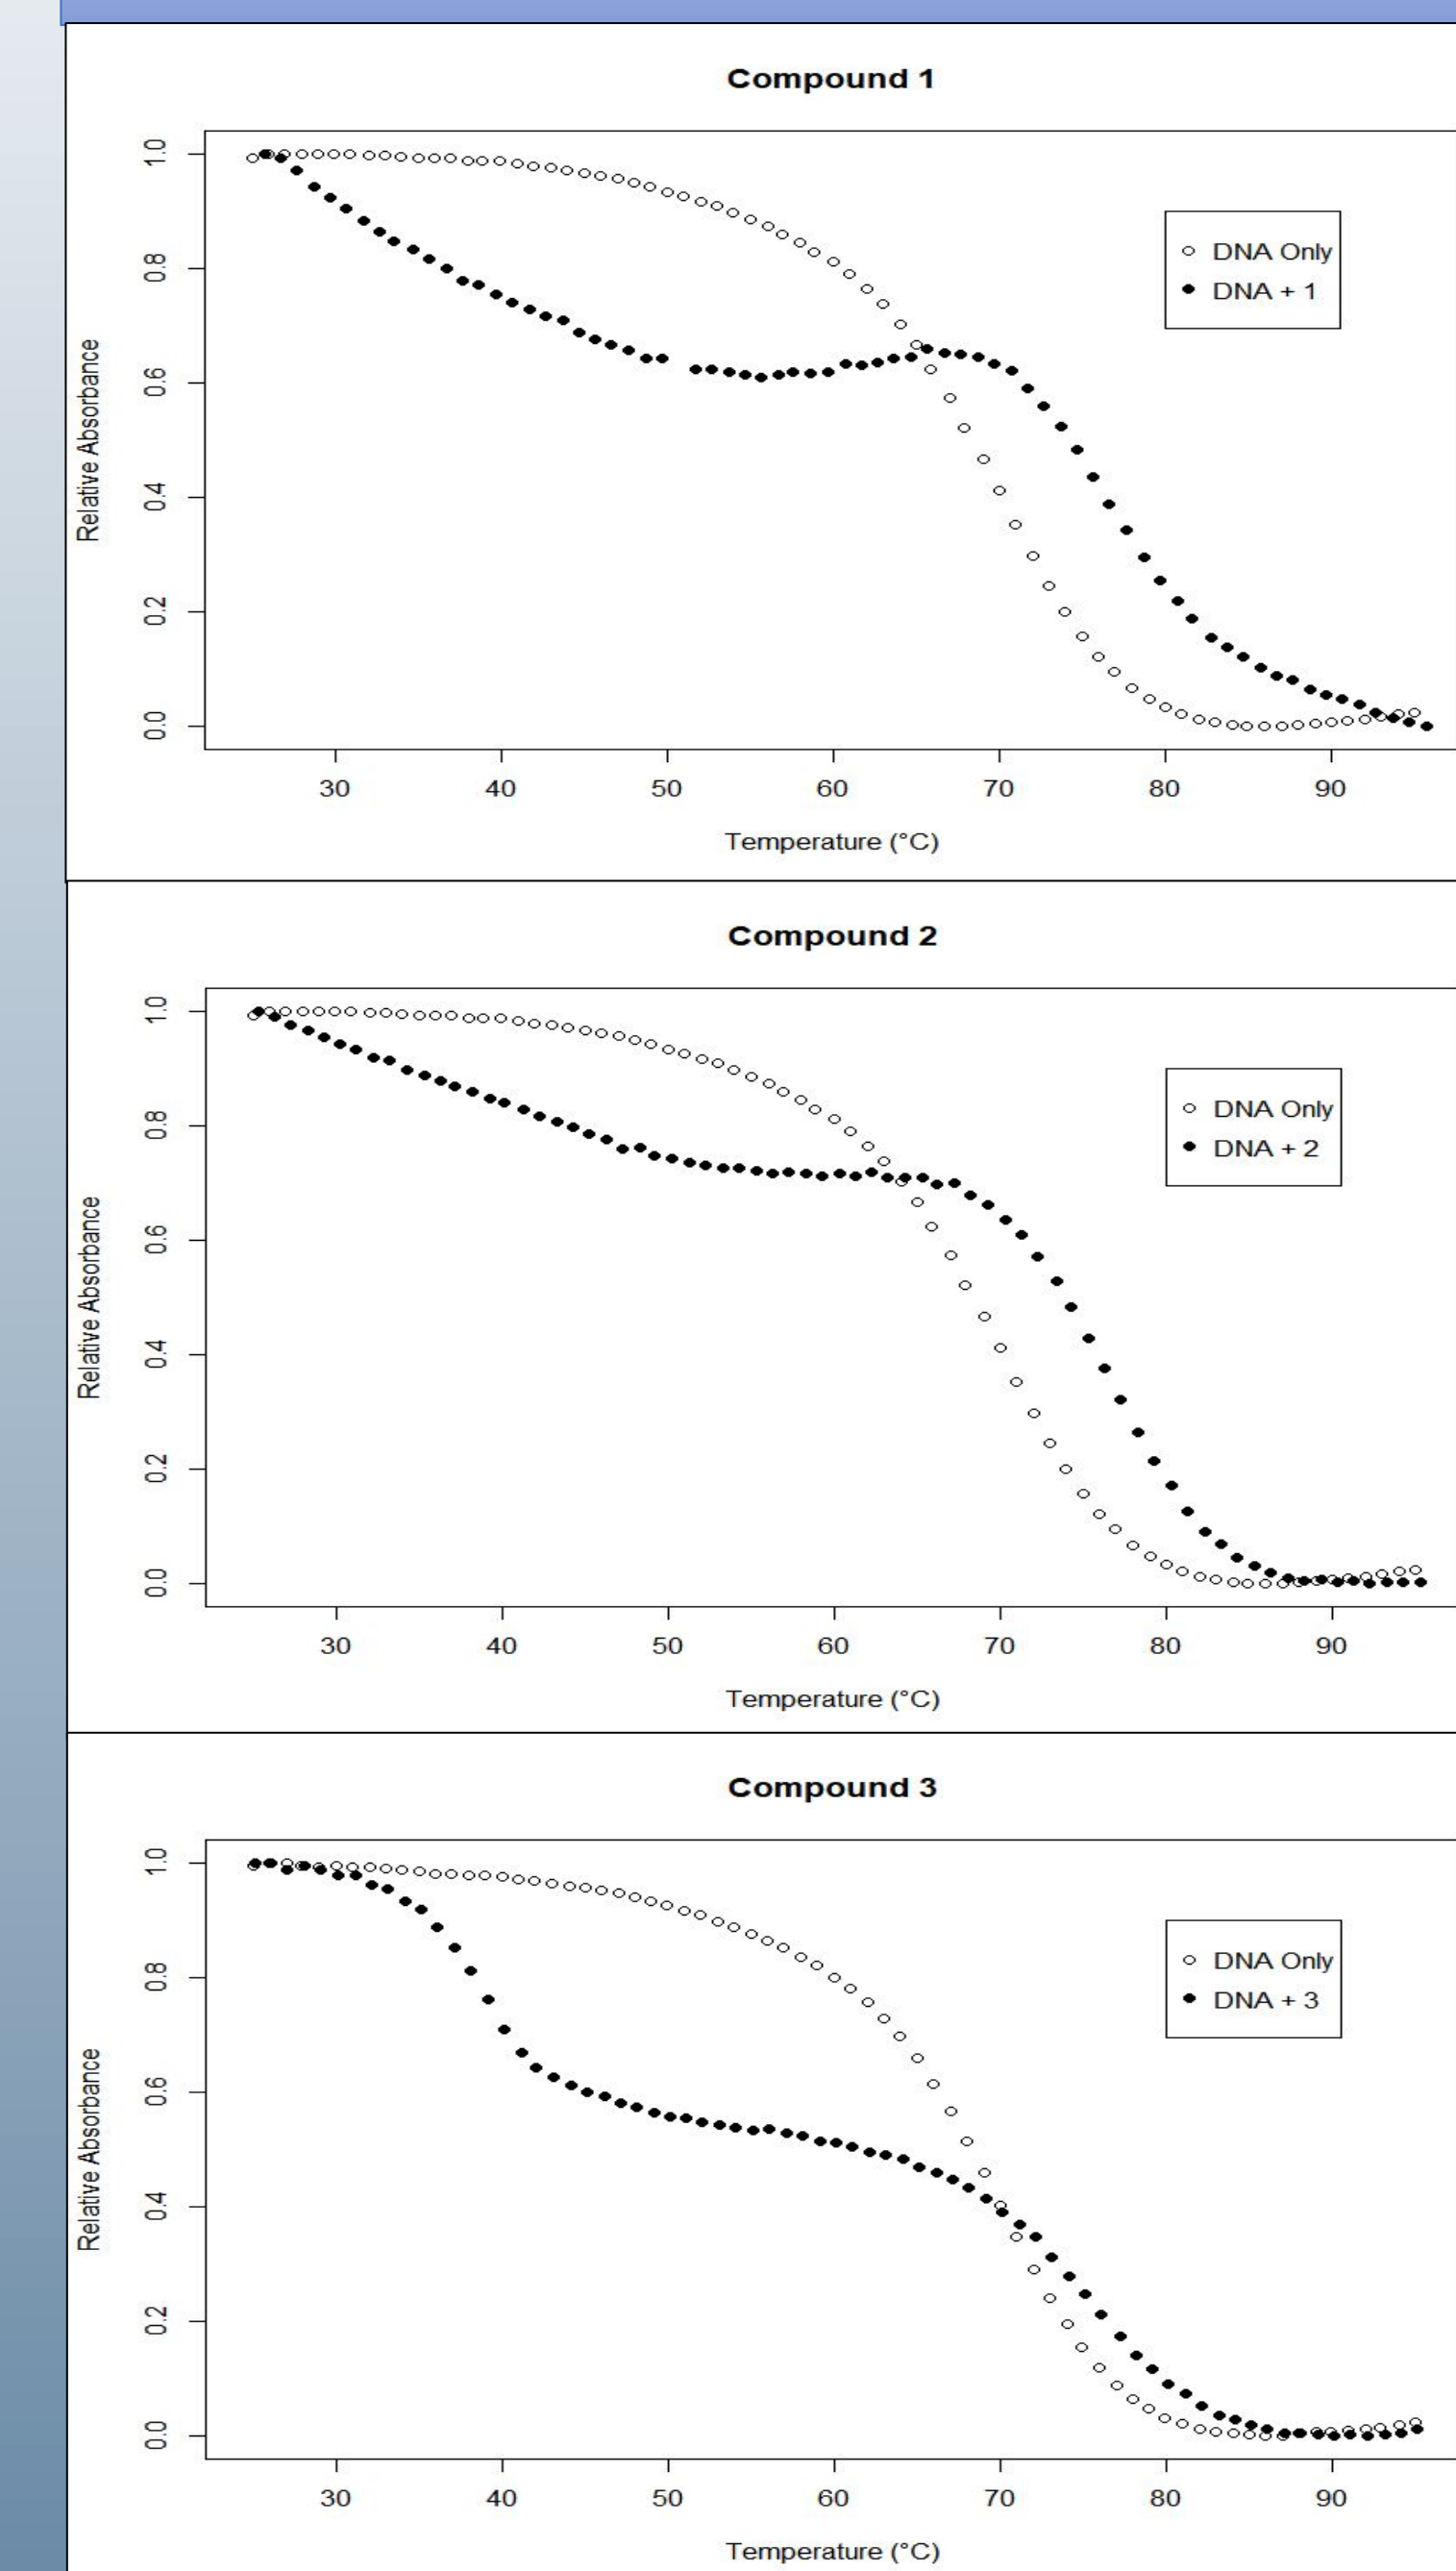 Compound 1
1.0
0.8
0.6
0.4
0.2
0.0
Relative Absorbance
DNA Only
DNA + 1
30 40 50 60 70 80 90
Temperature (°C)
Compound 2
1.0
0.8
0.6
0.4
0.2
0.0
Relative Absorbance
DNA Only
DNA + 2
30 40 50 60 70 80 90
Temperature (°C)
Compound 3
1.0
0.8
0.6
0.4
0.2
0.0
Relative Absorbance
DNA Only
DNA + 3
30 40 50 60 70 80 90
Temperature (°C)